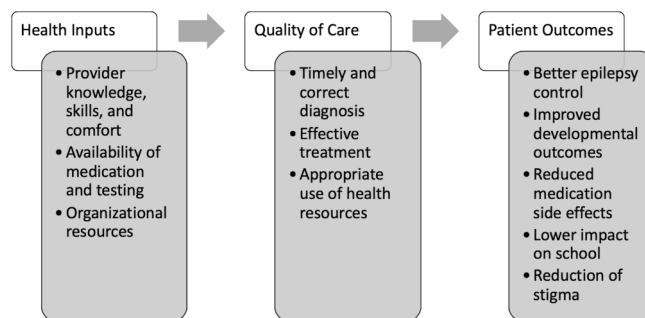 Health Inputs
• Provider
knowledge,
skills, and
comfort
• Availability of
medication
and testing
• Organizational
resources
Quality of Care
• Timely and
correct
diagnosis
• Effective
treatment
• Appropriate
use of health
resources
Patient Outcomes
• Better epilepsy
control
• Improved
developmental
outcomes
• Reduced
medication
side effects
• Lower impact
on school
• Reduction of
stigma